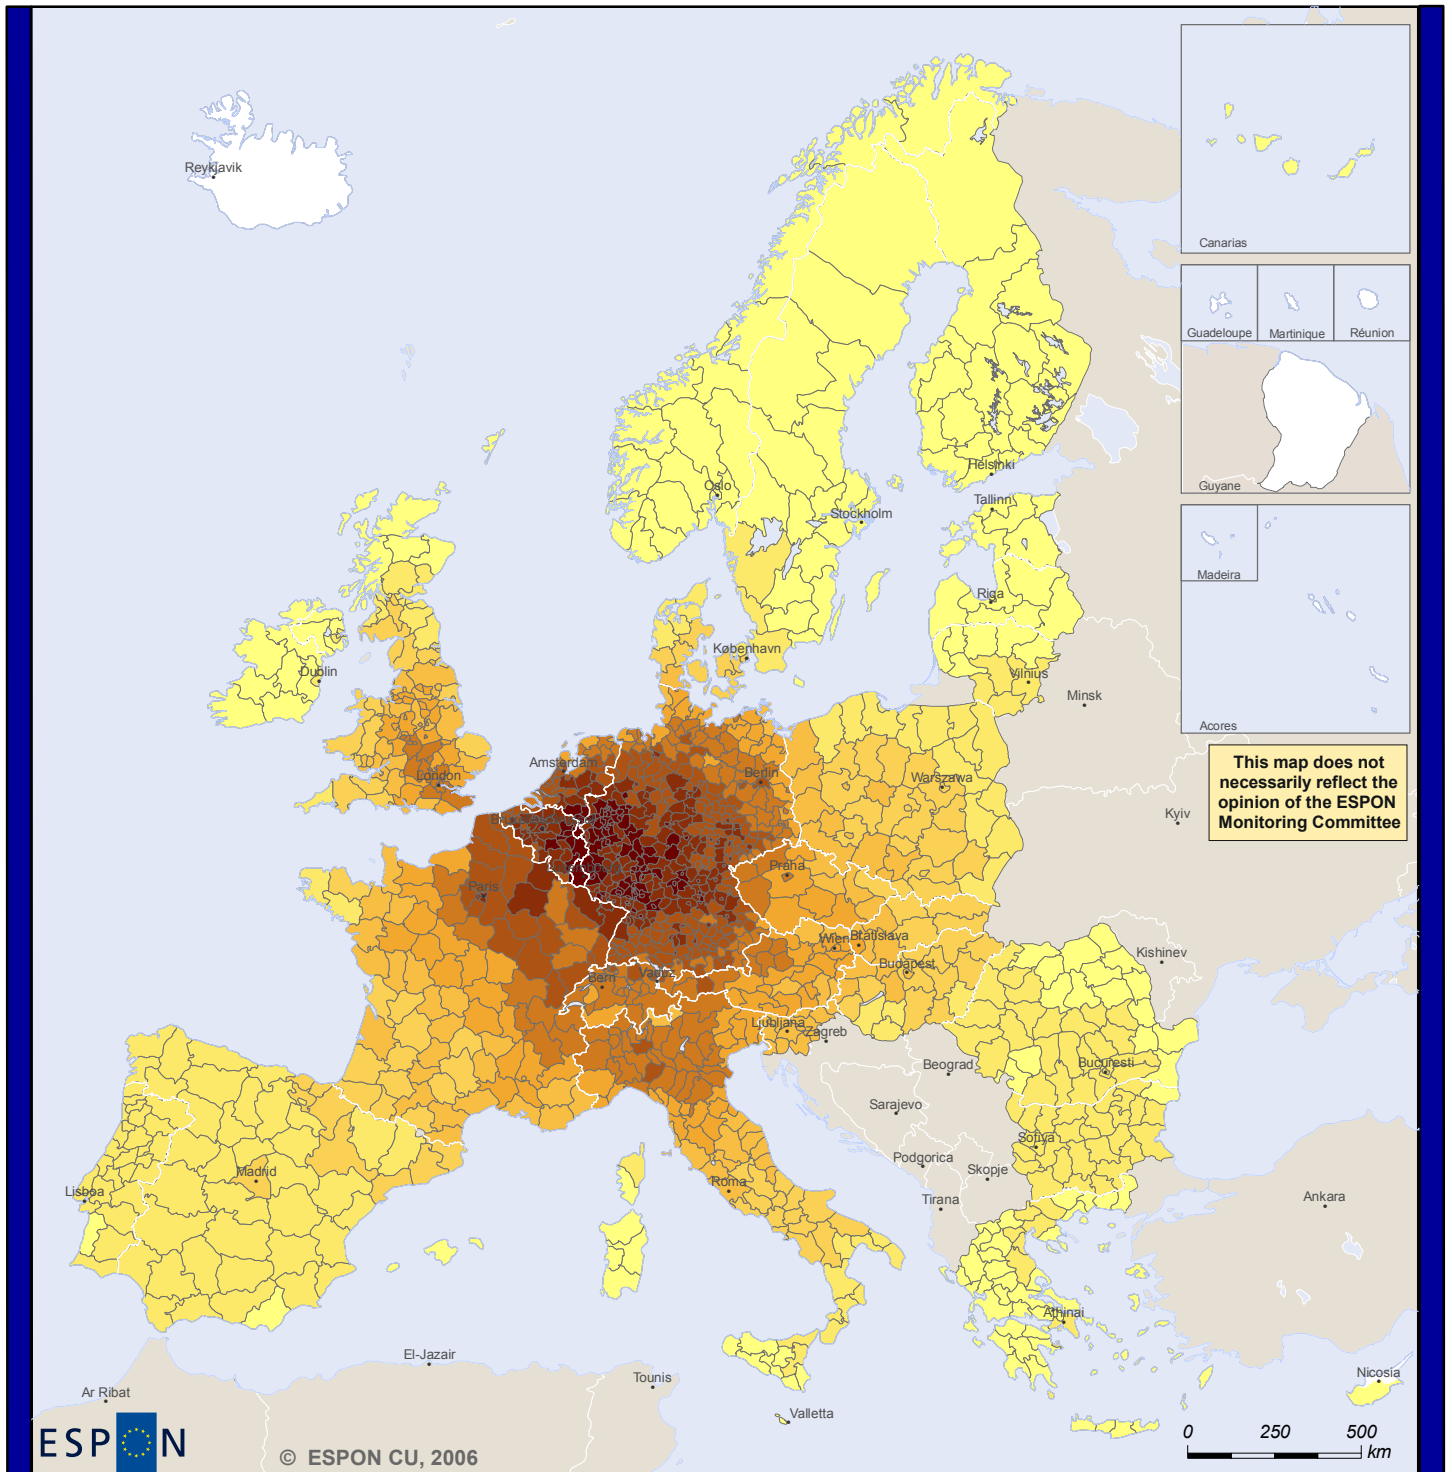 Reykjavik
Canarias
Guadeloupe
Martinique
Réunion
Guyane
Helsinki
Oslo
Tallinn
Stockholm
Madeira
Riga
København
Dublin
Vilnius
Minsk
Acores
This map does not
necessarily reflect the
opinion of the ESPON
Monitoring Committee
Amsterdam
Berlin
London
Warszawa
Kyiv
Praha
Paris
Wien
Bratislava
Kishinev
Budapest
Bern
Vaduz
Ljubljana
Zagreb
Beograd
Bucuresti
Sarajevo
Sofiya
Podgorica
Skopje
Madrid
Roma
Lisboa
Tirana
Ankara
Athinai
El-Jazair
Tounis
Nicosia
Ar Ribat
Valletta
ESPON
© ESPON CU, 2006
0 250 500
km